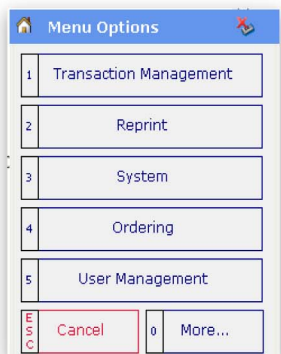 Menu Options
1 Transaction Management
2 Reprint
3 System
4 Ordering
5 User Management
ESC Cancel 0 More...